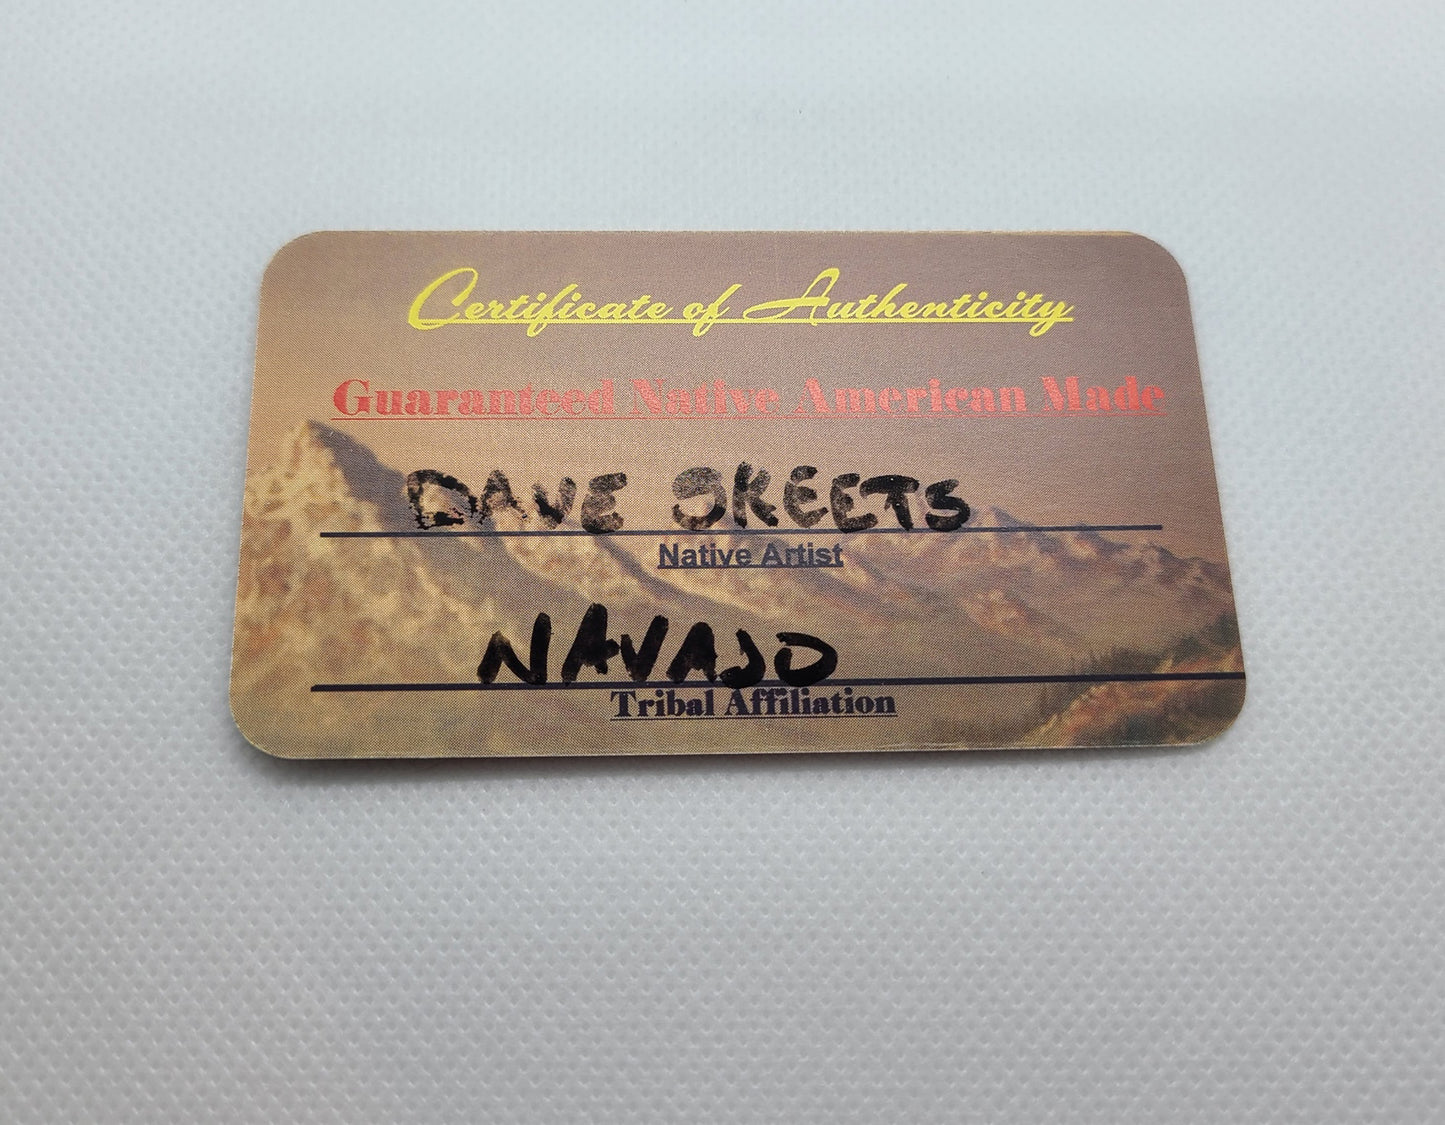 Certificate of Authenticity
Guaranteed Native American Made
DAVE SKEETS
Native Artist
NAVAJO
Tribal Affiliation